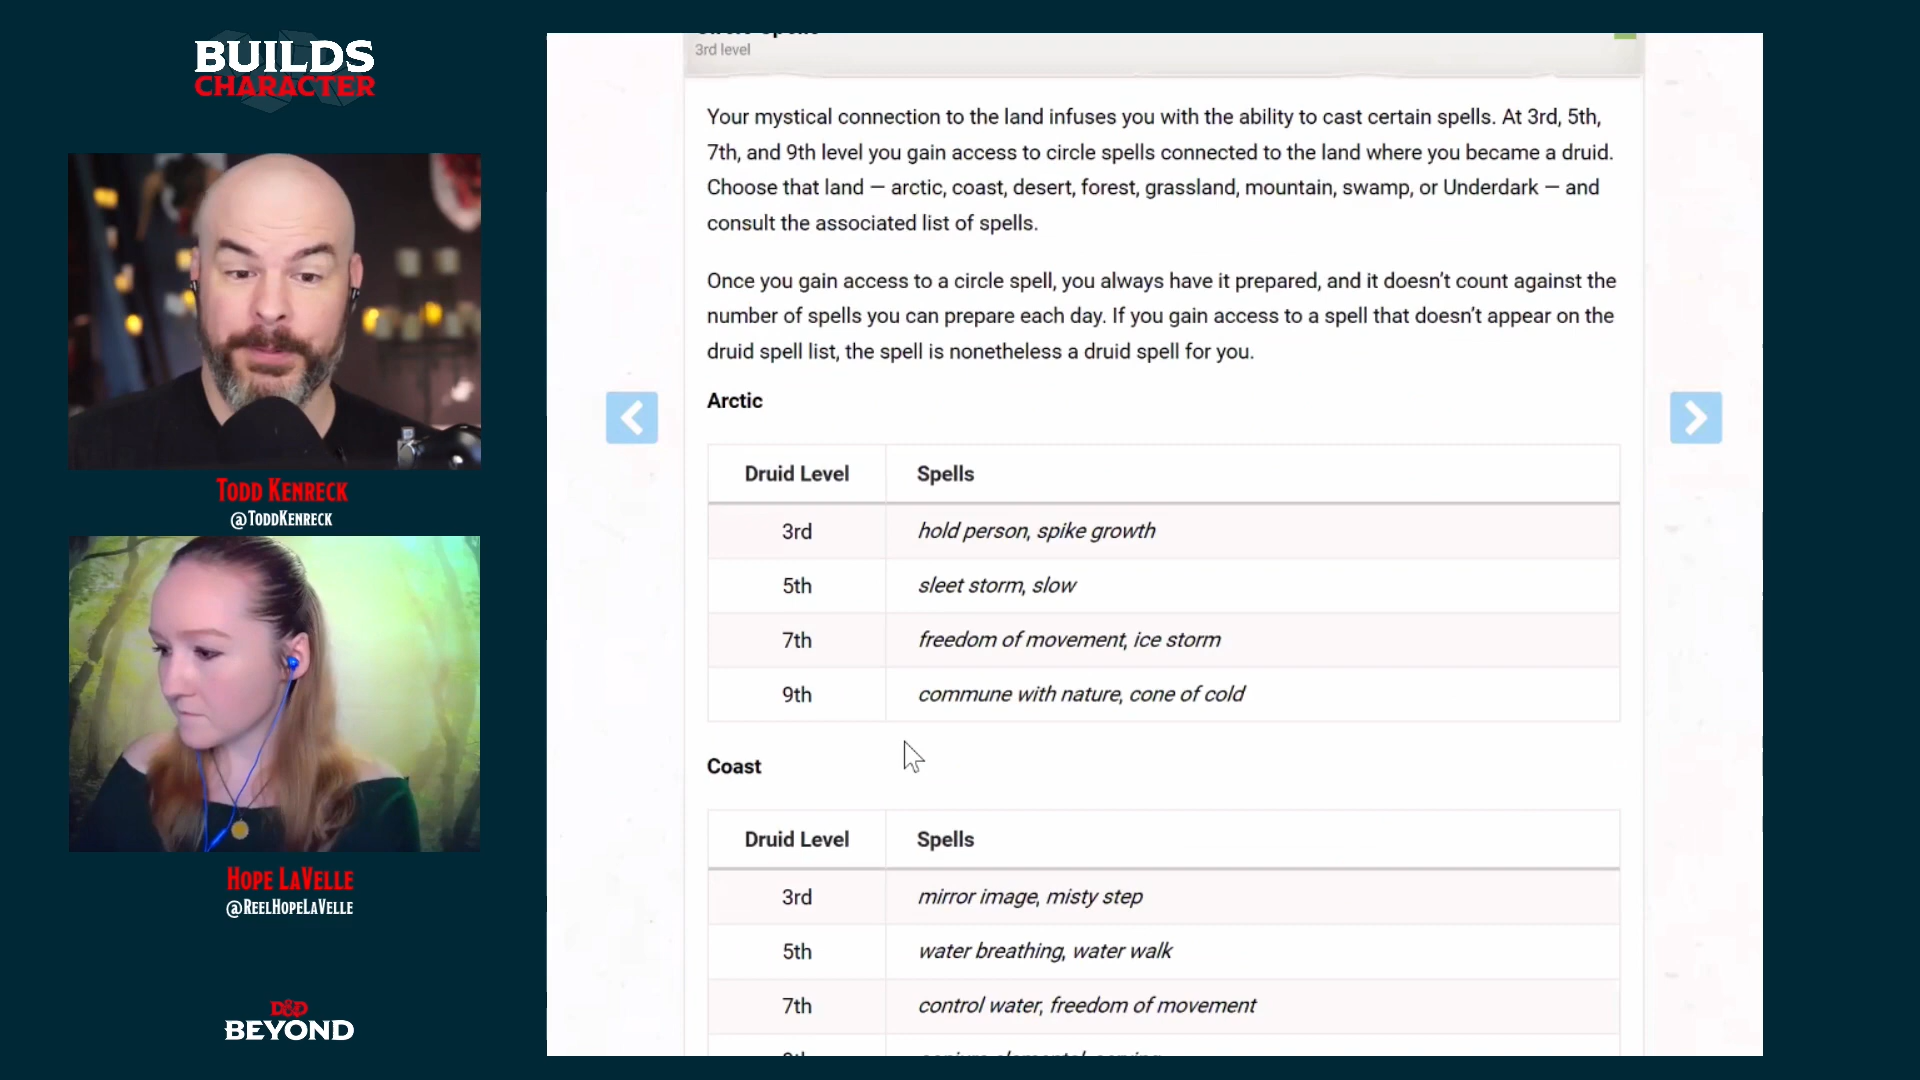 BUILDS
CHARACTER
Todd Kenreck
@ToddKenreck
Hope LaVelle
@ReelHopeLaVelle
D&D
BEYOND
3rd level
Your mystical connection to the land infuses you with the ability to cast certain spells. At 3rd, 5th,
7th, and 9th level you gain access to circle spells connected to the land where you became a druid.
Choose that land — arctic, coast, desert, forest, grassland, mountain, swamp, or Underdark — and
consult the associated list of spells.
Once you gain access to a circle spell, you always have it prepared, and it doesn't count against the
number of spells you can prepare each day. If you gain access to a spell that doesn't appear on the
druid spell list, the spell is nonetheless a druid spell for you.
Arctic
Druid Level Spells
3rd hold person, spike growth
5th sleet storm, slow
7th freedom of movement, ice storm
9th commune with nature, cone of cold
Coast
Druid Level Spells
3rd mirror image, misty step
5th water breathing, water walk
7th control water, freedom of movement